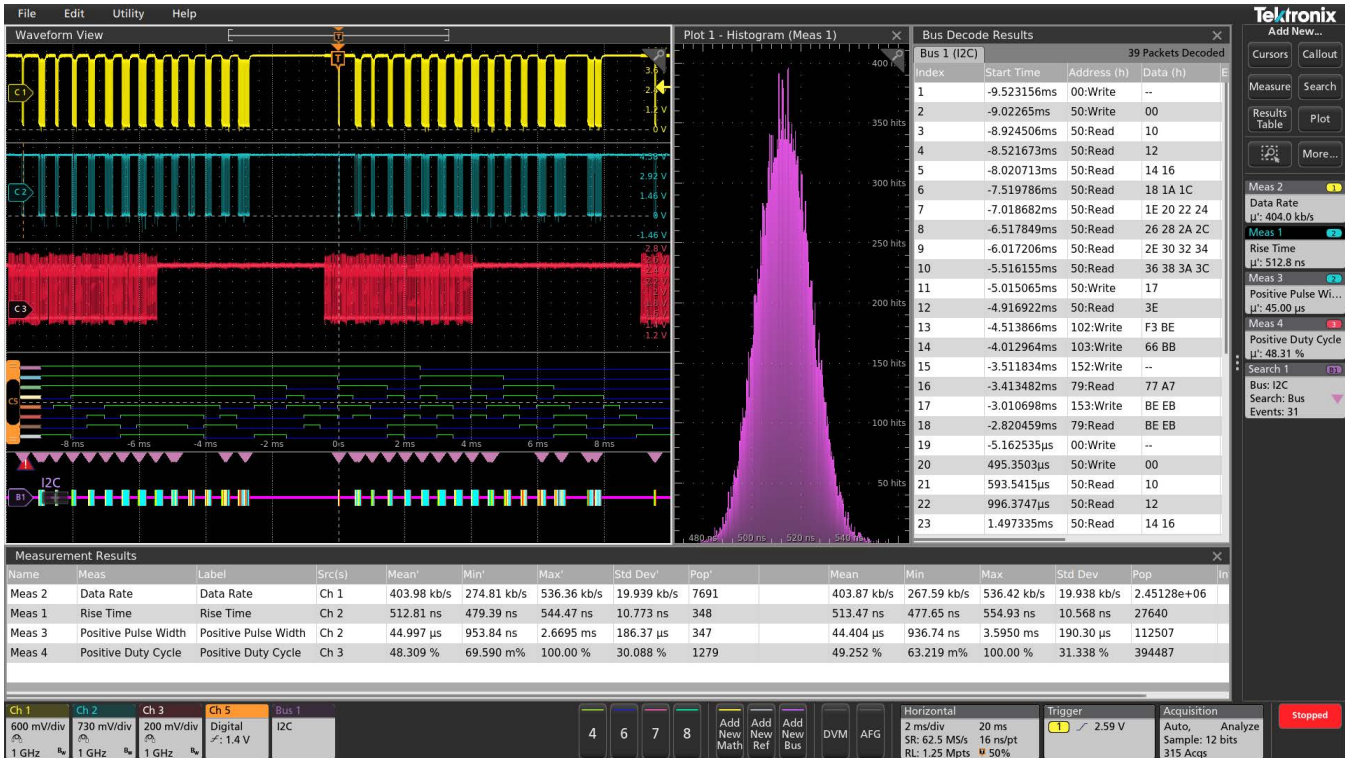 File Edit Utility Help
Tektronix
Waveform View
Plot 1 - Histogram (Meas 1)
Bus Decode Results
Add New...
T
T
C 1
3.6
1.2 V
0 V
C 2
4.38 V
2.92 V
1.46 V
0 V
-1.46 V
C 3
2.8 V
1.2 V
C5
-8 ms -6 ms -4 ms -2 ms 0 s 2 ms 4 ms 6 ms 8 ms
I2C
B1
400 h
350 hits
300 hits
250 hits
200 hits
150 hits
100 hits
50 hits
480 ns 500 ns 520 ns 540
Bus 1 (I2C) 39 Packets Decoded
Index Start Time Address (h) Data (h) E
1 -9.523156ms 00:Write --
2 -9.02265ms 50:Write 00
3 -8.924506ms 50:Read 10
4 -8.521673ms 50:Read 12
5 -8.020713ms 50:Read 14 16
6 -7.519786ms 50:Read 18 1A 1C
7 -7.018682ms 50:Read 1E 20 22 24
8 -6.517849ms 50:Read 26 28 2A 2C
9 -6.017206ms 50:Read 2E 30 32 34
10 -5.516155ms 50:Read 36 38 3A 3C
11 -5.015065ms 50:Write 17
12 -4.916922ms 50:Read 3E
13 -4.513866ms 102:Write F3 BE
14 -4.012964ms 103:Write 66 BB
15 -3.511834ms 152:Write --
16 -3.413482ms 79:Read 77 A7
17 -3.010698ms 153:Write BE EB
18 -2.820459ms 79:Read BE EB
19 -5.162535µs 00:Write --
20 495.3503µs 50:Write 00
21 593.5415µs 50:Read 10
22 996.3747µs 50:Read 12
23 1.497335ms 50:Read 14 16
Cursors Callout
Measure Search
Results Table Plot
More...
Meas 2 1
Data Rate
µ': 404.0 kb/s
Meas 1 2
Rise Time
µ': 512.8 ns
Meas 3 2
Positive Pulse Wi...
µ': 45.00 µs
Meas 4 3
Positive Duty Cycle
µ': 48.31 %
Search 1 B1
Bus: I2C
Search: Bus
Events: 31
Measurement Results
Name Meas Label Src(s) Mean' Min' Max' Std Dev' Pop' Mean Min Max Std Dev Pop In
Meas 2 Data Rate Data Rate Ch 1 403.98 kb/s 274.81 kb/s 536.36 kb/s 19.939 kb/s 7691 403.87 kb/s 267.59 kb/s 536.42 kb/s 19.938 kb/s 2.45128e+06
Meas 1 Rise Time Rise Time Ch 2 512.81 ns 479.39 ns 544.47 ns 10.773 ns 348 513.47 ns 477.65 ns 554.93 ns 10.568 ns 27640
Meas 3 Positive Pulse Width Positive Pulse Width Ch 2 44.997 µs 953.84 ns 2.6695 ms 186.37 µs 347 44.404 µs 936.74 ns 3.5950 ms 190.30 µs 112507
Meas 4 Positive Duty Cycle Positive Duty Cycle Ch 3 48.309 % 69.590 m% 100.00 % 30.088 % 1279 49.252 % 63.219 m% 100.00 % 31.338 % 394487
Ch 1
600 mV/div
1 GHz Bw
Ch 2
730 mV/div
1 GHz Bw
Ch 3
200 mV/div
1 GHz Bw
Ch 5
Digital
: 1.4 V
Bus 1
I2C
4 6 7 8
Add New Math
Add New Ref
Add New Bus
DVM AFG
Horizontal
2 ms/div 20 ms
SR: 62.5 MS/s 16 ns/pt
RL: 1.25 Mpts 50%
Trigger
1 2.59 V
Acquisition
Auto, Analyze
Sample: 12 bits
315 Acqs
Stopped